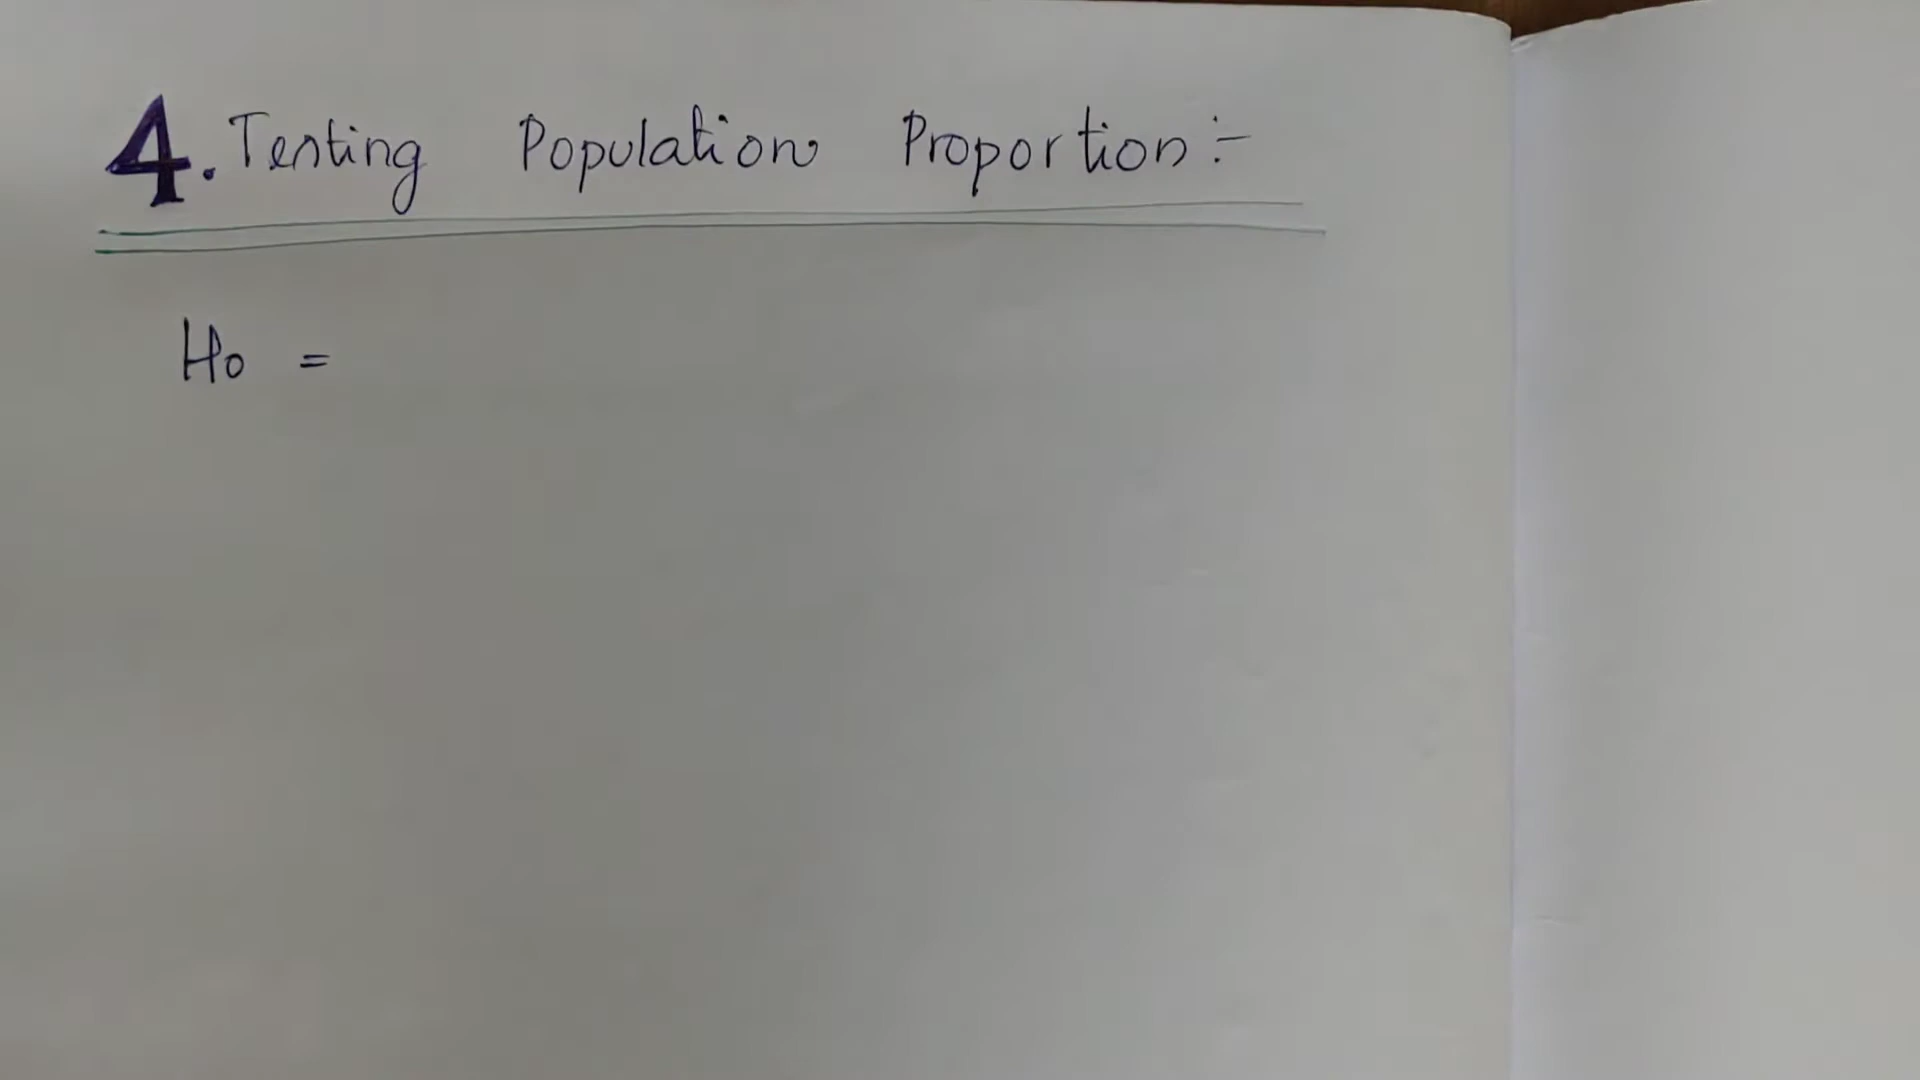 4. Testing Population Proportion :-
Ho =